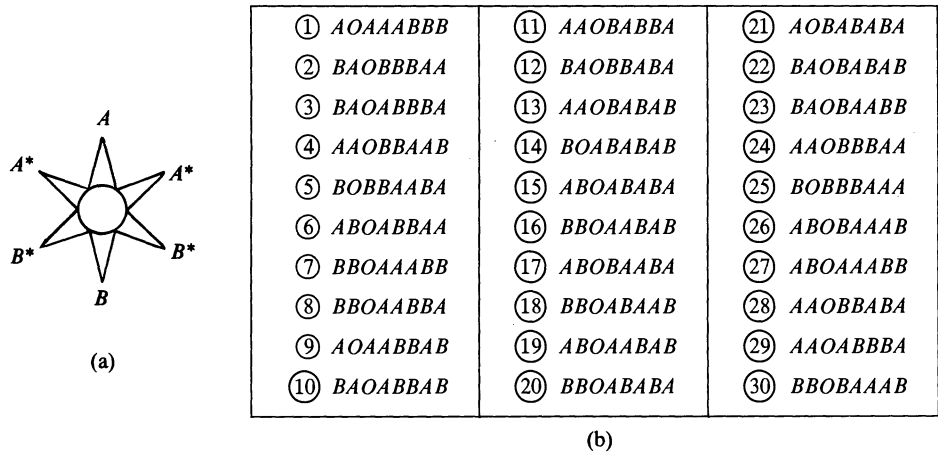 A
A*
A*
B*
B*
B
(a)
① AOAAABBB
② BAOBBBAA
③ BAOABBBA
④ AAOBBAAB
⑤ BOBBAABA
⑥ ABOABBAA
⑦ BBOAAABB
⑧ BBOAABBA
⑨ AOAABBAB
⑩ BAOABBAB
⑪ AAOBABBA
⑫ BAOBBABA
⑬ AAOBABAB
⑭ BOABABAB
⑮ ABOABABA
⑯ BBOAABAB
⑰ ABOBAABA
⑱ BBOABAAB
⑲ ABOAABAB
⑳ BBOABABA
㉑ AOBABABA
㉒ BAOBABAB
㉓ BAOBAABB
㉔ AAOBBBAA
㉕ BOBBBAAA
㉖ ABOBAAAB
㉗ ABOAAABB
㉘ AAOBBABA
㉙ AAOABBBA
㉚ BBOBAAAB
(b)